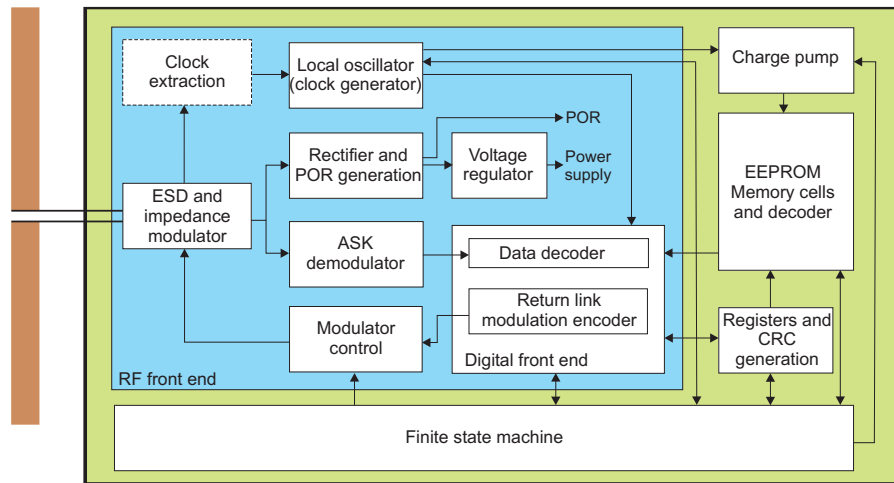 Clock
extraction
Local oscillator
(clock generator)
Charge pump
POR
Rectifier and
POR generation
Voltage
regulator
Power
supply
EEPROM
Memory cells
and decoder
ESD and
impedance
modulator
ASK
demodulator
Data decoder
Return link
modulation encoder
Modulator
control
Registers and
CRC
generation
Digital front end
RF front end
Finite state machine